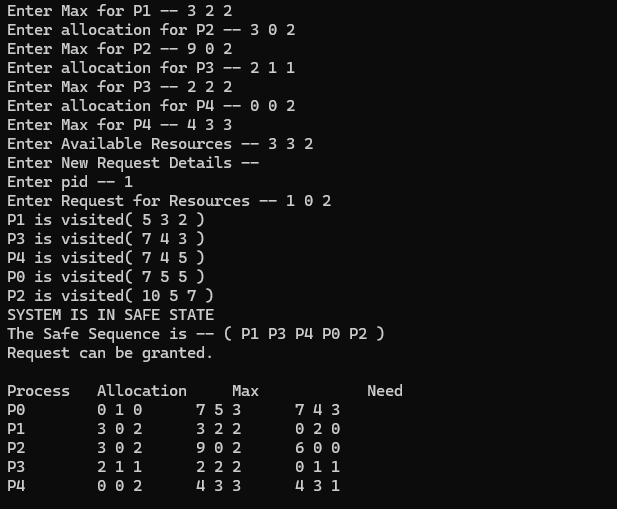 Enter Max for P1 -- 3 2 2
Enter allocation for P2 -- 3 0 2
Enter Max for P2 -- 9 0 2
Enter allocation for P3 -- 2 1 1
Enter Max for P3 -- 2 2 2
Enter allocation for P4 -- 0 0 2
Enter Max for P4 -- 4 3 3
Enter Available Resources -- 3 3 2
Enter New Request Details --
Enter pid -- 1
Enter Request for Resources -- 1 0 2
P1 is visited( 5 3 2 )
P3 is visited( 7 4 3 )
P4 is visited( 7 4 5 )
P0 is visited( 7 5 5 )
P2 is visited( 10 5 7 )
SYSTEM IS IN SAFE STATE
The Safe Sequence is -- ( P1 P3 P4 P0 P2 )
Request can be granted.
Process Allocation Max Need
P0 0 1 0 7 5 3 7 4 3
P1 3 0 2 3 2 2 0 2 0
P2 3 0 2 9 0 2 6 0 0
P3 2 1 1 2 2 2 0 1 1
P4 0 0 2 4 3 3 4 3 1